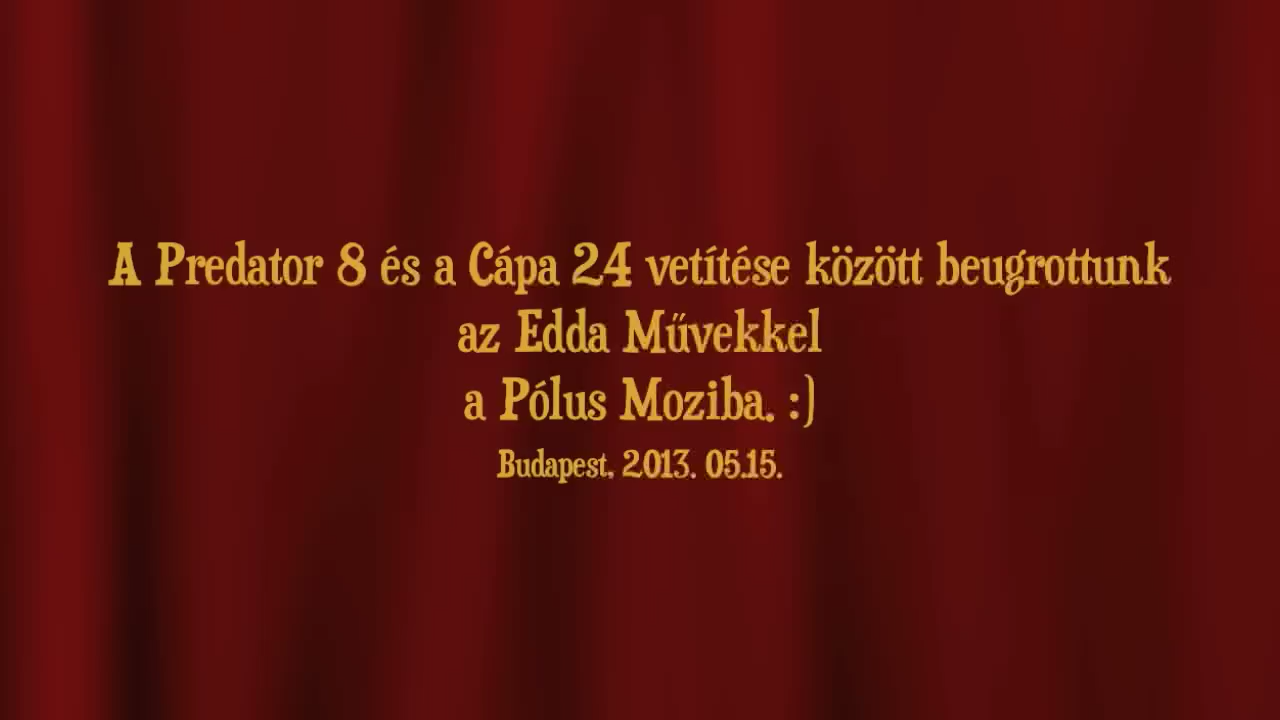 A Predator 8 és a Cápa 24 vetítése között beugrottunk
az Edda Művekkel
a Pólus Moziba. :)
Budapest, 2013. 05.15.